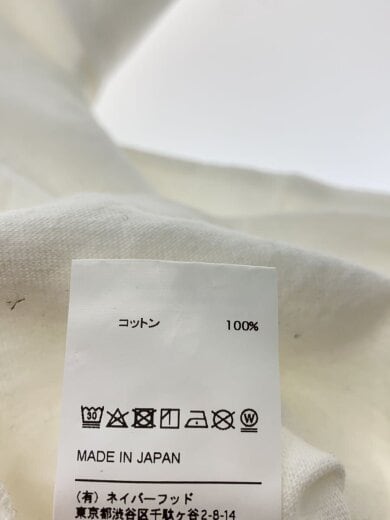 コットン 100%
30 W
MADE IN JAPAN
(有) ネイバーフッド
東京都渋谷区千駄ヶ谷2-8-14